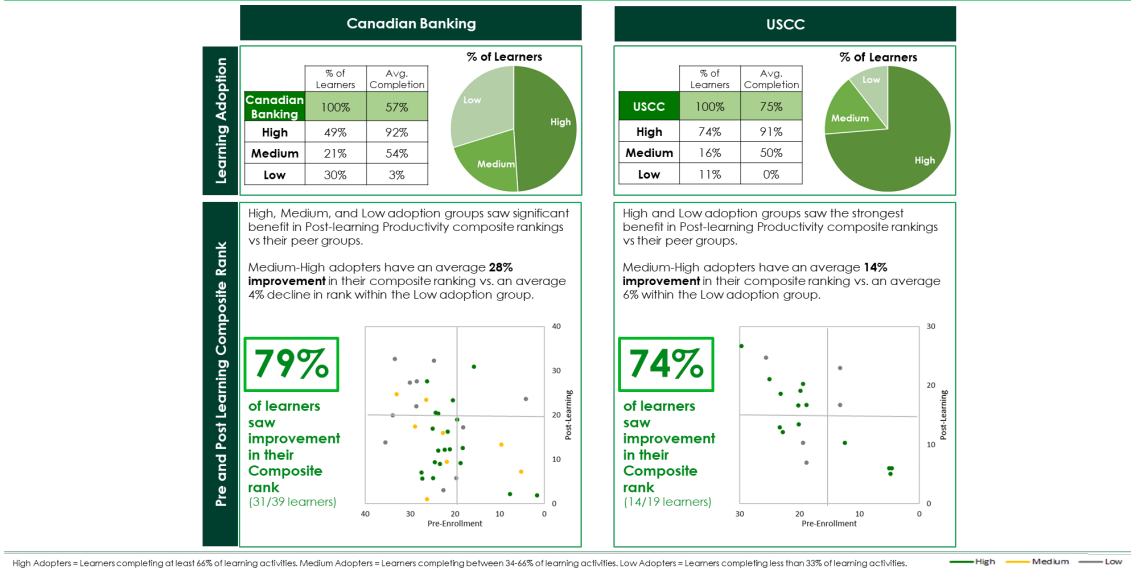 Canadian Banking
USCC
Learning Adoption
% of Learners
% of Learners
Avg. Completion
Canadian Banking
100%
57%
High
49%
92%
Medium
21%
54%
Low
30%
3%
Low
High
Medium
% of Learners
% of Learners
Avg. Completion
USCC
100%
75%
High
74%
91%
Medium
16%
50%
Low
11%
0%
Low
Medium
High
Pre and Post Learning Composite Rank
High, Medium, and Low adoption groups saw significant
benefit in Post-learning Productivity composite rankings
vs their peer groups.
Medium-High adopters have an average 28%
improvement in their composite ranking vs. an average
4% decline in rank within the Low adoption group.
79%
of learners
saw
improvement
in their
Composite
rank
(31/39 learners)
40
30
20
10
0
Post-Learning
40
30
20
10
0
Pre-Enrollment
High and Low adoption groups saw the strongest
benefit in Post-learning Productivity composite rankings
vs their peer groups.
Medium-High adopters have an average 14%
improvement in their composite ranking vs. an average
6% within the Low adoption group.
74%
of learners
saw
improvement
in their
Composite
rank
(14/19 learners)
30
20
10
0
Post-Learning
30
20
10
0
Pre-Enrollment
High Adopters = Learners completing at least 66% of learning activities. Medium Adopters = Learners completing between 34-66% of learning activities. Low Adopters = Learners completing less than 33% of learning activities.
High
Medium
Low